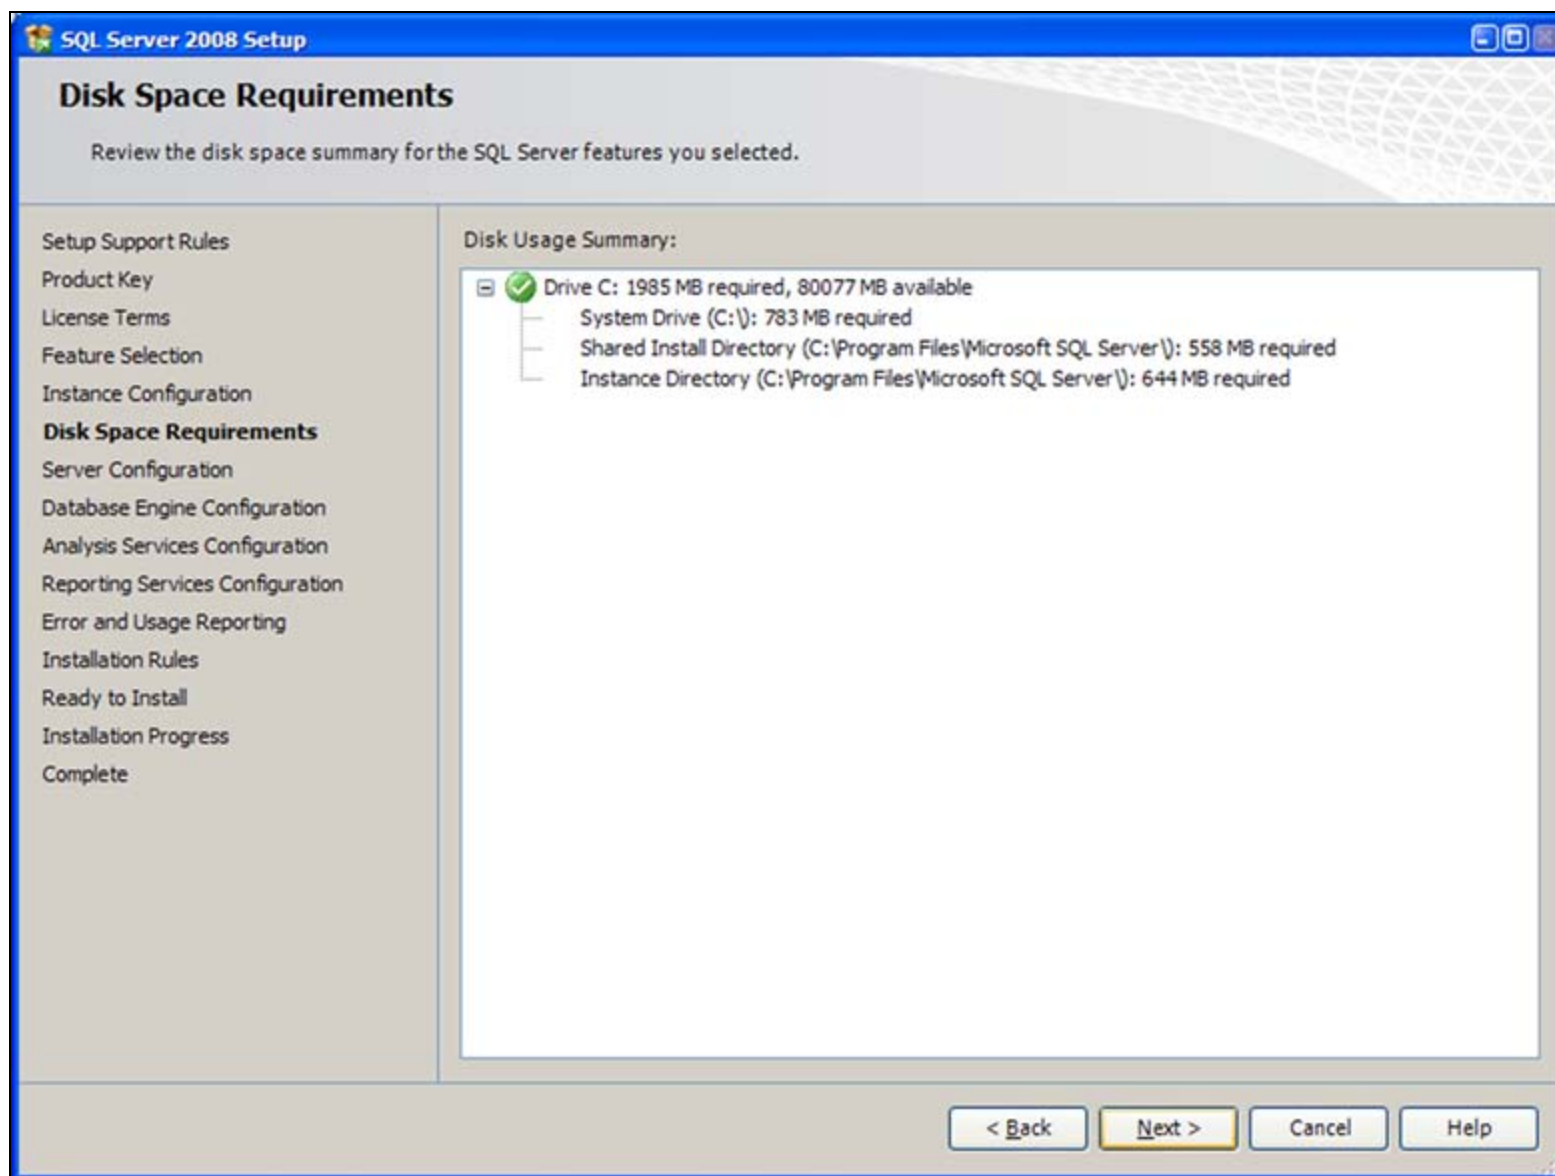 SQL Server 2008 Setup
Disk Space Requirements
Review the disk space summary for the SQL Server features you selected.
Setup Support Rules
Product Key
License Terms
Feature Selection
Instance Configuration
Disk Space Requirements
Server Configuration
Database Engine Configuration
Analysis Services Configuration
Reporting Services Configuration
Error and Usage Reporting
Installation Rules
Ready to Install
Installation Progress
Complete
Disk Usage Summary:
Drive C: 1985 MB required, 80077 MB available
System Drive (C:\): 783 MB required
Shared Install Directory (C:\Program Files\Microsoft SQL Server\): 558 MB required
Instance Directory (C:\Program Files\Microsoft SQL Server\): 644 MB required
< Back
Next >
Cancel
Help